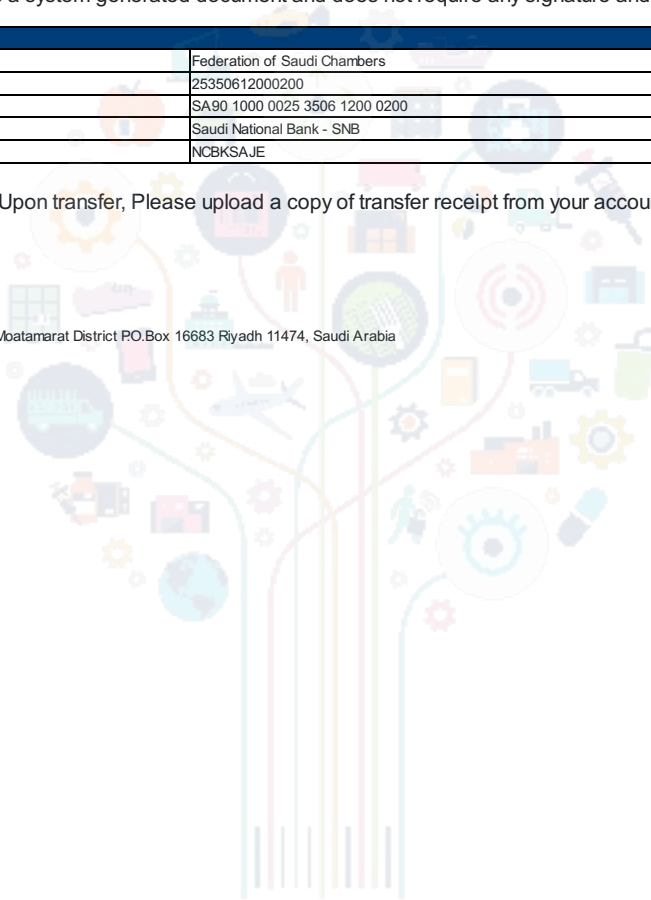 a system generated document and does not require any signature and
Federation of Saudi Chambers
25350612000200
SA90 1000 0025 3506 1200 0200
Saudi National Bank - SNB
NCBKSAJE
Upon transfer, Please upload a copy of transfer receipt from your accou
Moatamarat District P.O.Box 16683 Riyadh 11474, Saudi Arabia